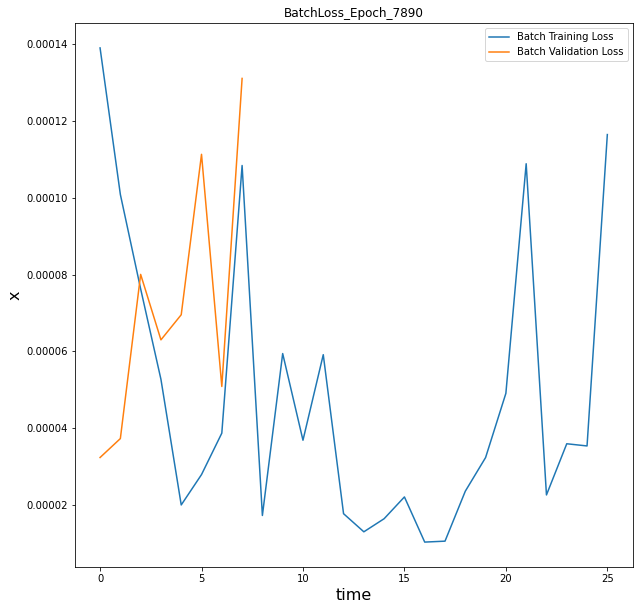 BatchLoss_Epoch_7890
Batch Training Loss
Batch Validation Loss
0.00014
0.00012
0.00010
0.00008
0.00006
0.00004
0.00002
x
0 5 10 15 20 25
time